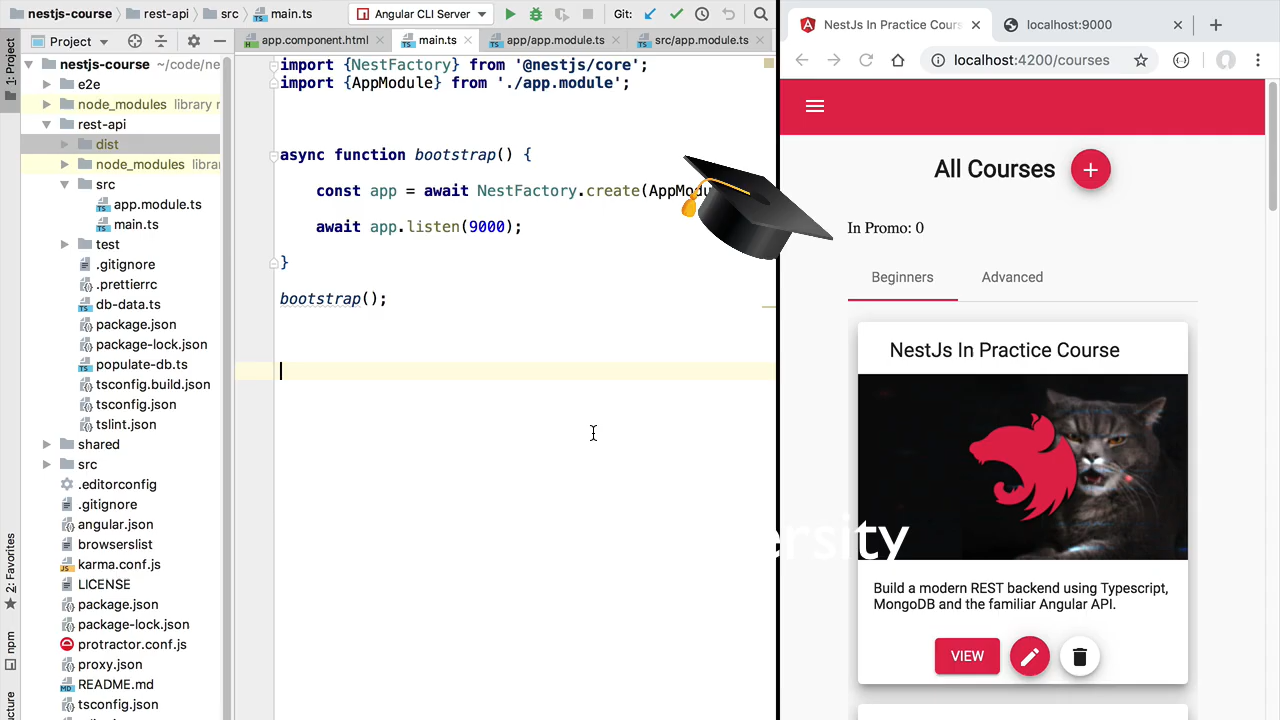 nestjs-course
rest-api
src
main.ts
Angular CLI Server
Git:
Project
app.component.html
main.ts
app/app.module.ts
src/app.module.ts
1: Project
2: Favorites
npm
nestjs-course ~/code/ne
e2e
node_modules library r
rest-api
dist
node_modules libra
src
app.module.ts
main.ts
test
.gitignore
.prettierrc
db-data.ts
package.json
package-lock.json
populate-db.ts
tsconfig.build.json
tsconfig.json
tslint.json
shared
src
.editorconfig
.gitignore
angular.json
browserslist
karma.conf.js
LICENSE
package.json
package-lock.json
protractor.conf.js
proxy.json
README.md
tsconfig.json
import {NestFactory} from '@nestjs/core';
import {AppModule} from './app.module';
async function bootstrap() {
const app = await NestFactory.create(AppModu
await app.listen(9000);
}
bootstrap();
NestJs In Practice Cours
localhost:9000
localhost:4200/courses
All Courses
In Promo: 0
Beginners
Advanced
NestJs In Practice Course
ersity
Build a modern REST backend using Typescript,
MongoDB and the familiar Angular API.
VIEW